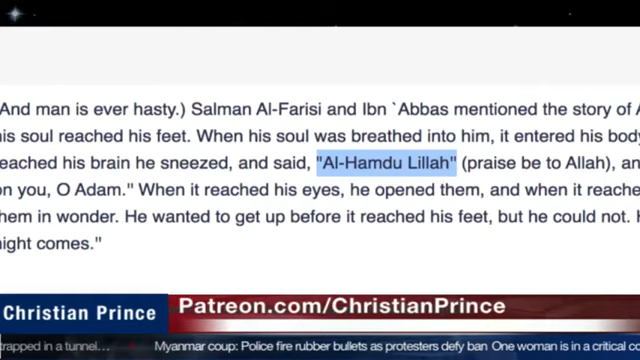 And man is ever hasty.) Salman Al-Farisi and Ibn `Abbas mentioned the story of
his soul reached his feet. When his soul was breathed into him, it entered his body
reached his brain he sneezed, and said, "Al-Hamdu Lillah" (praise be to Allah),
on you, O Adam." When it reached his eyes, he opened them, and when it reache
them in wonder. He wanted to get up before it reached his feet, but he could not.
night comes."
Christian Prince
Patreon.com/ChristianPrince
trapped in a tunnel...
Myanmar coup: Police fire rubber bullets as protesters defy ban One woman is in a critical co